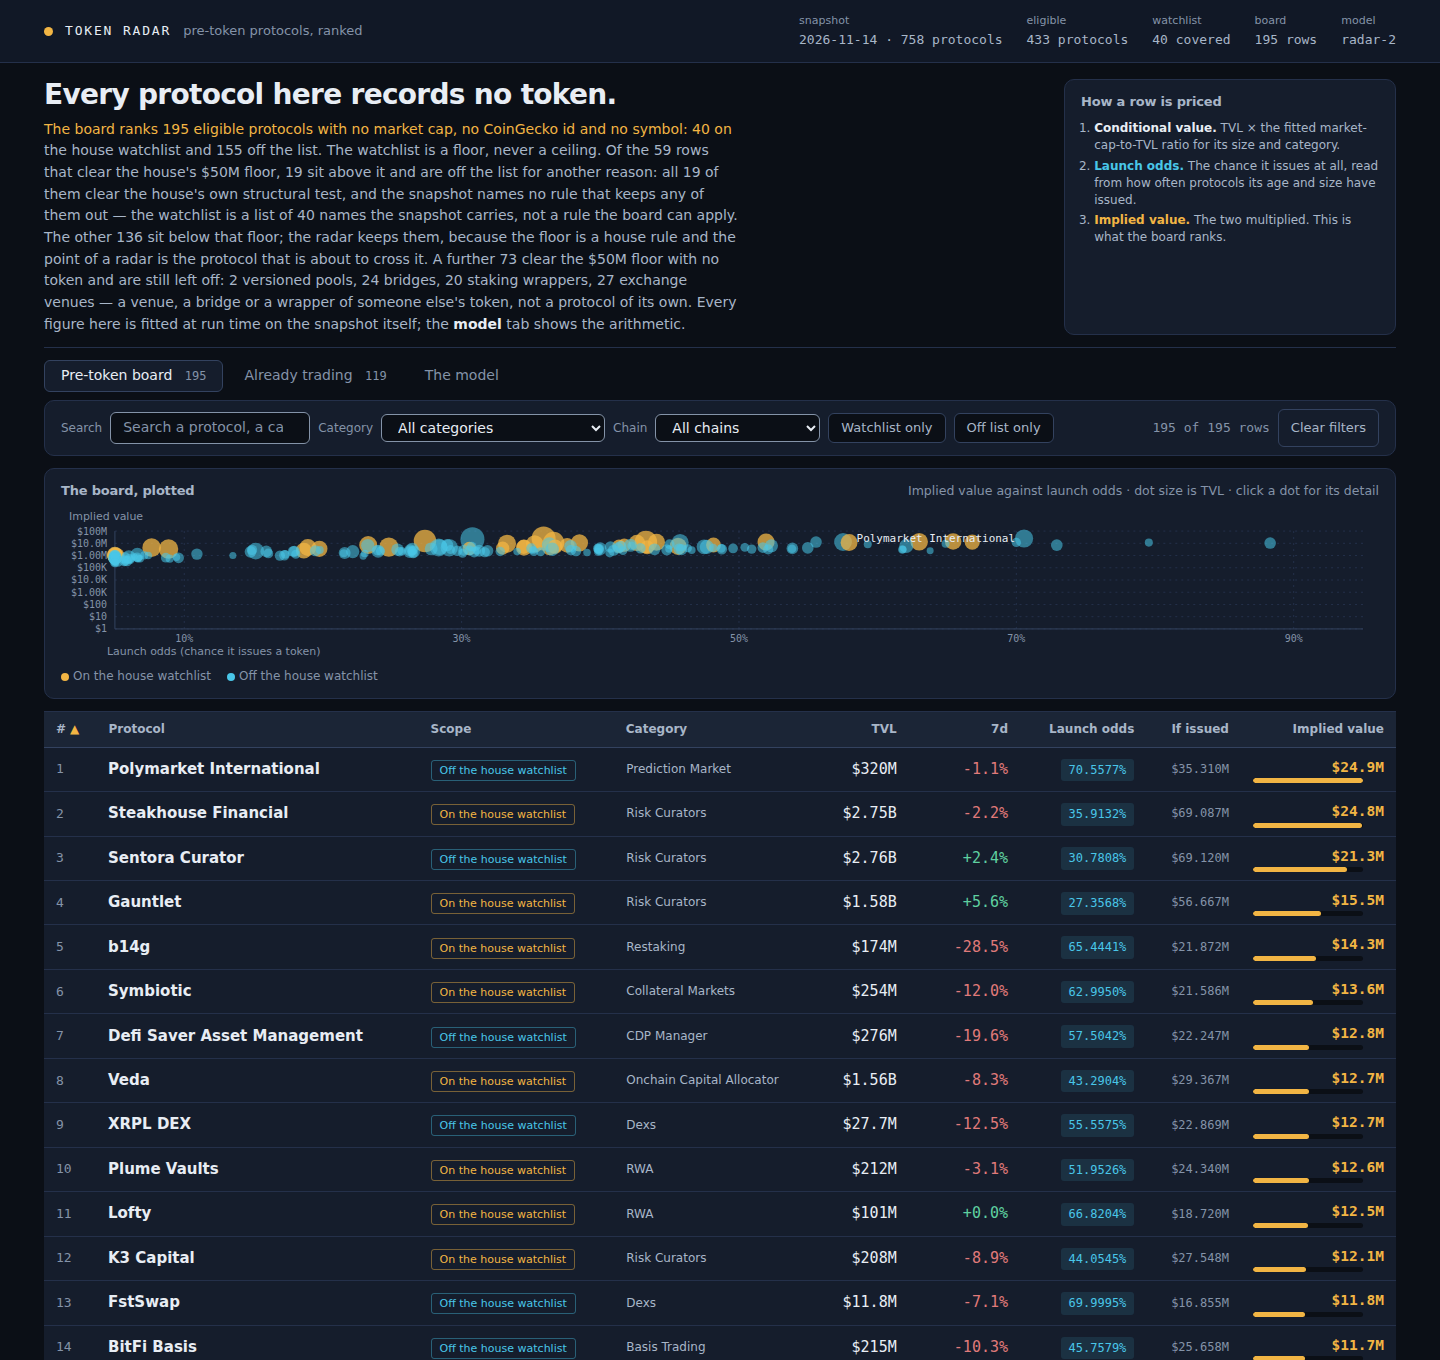 TOKEN RADAR pre-token protocols, ranked
snapshot eligible watchlist board model
2026-11-14 · 758 protocols 433 protocols 40 covered 195 rows radar-2
Every protocol here records no token.
The board ranks 195 eligible protocols with no market cap, no CoinGecko id and no symbol: 40 on
the house watchlist and 155 off the list. The watchlist is a floor, never a ceiling. Of the 59 rows
that clear the house's $50M floor, 19 sit above it and are off the list for another reason: all 19 of
them clear the house's own structural test, and the snapshot names no rule that keeps any of
them out — the watchlist is a list of 40 names the snapshot carries, not a rule the board can apply.
The other 136 sit below that floor; the radar keeps them, because the floor is a house rule and the
point of a radar is the protocol that is about to cross it. A further 73 clear the $50M floor with no
token and are still left off: 2 versioned pools, 24 bridges, 20 staking wrappers, 27 exchange
venues — a venue, a bridge or a wrapper of someone else's token, not a protocol of its own. Every
figure here is fitted at run time on the snapshot itself; the model tab shows the arithmetic.
How a row is priced
1. Conditional value. TVL × the fitted market-
cap-to-TVL ratio for its size and category.
2. Launch odds. The chance it issues at all, read
from how often protocols its age and size have
issued.
3. Implied value. The two multiplied. This is
what the board ranks.
Pre-token board 195 Already trading 119 The model
Search Search a protocol, a ca Category All categories Chain All chains Watchlist only Off list only 195 of 195 rows Clear filters
The board, plotted Implied value against launch odds · dot size is TVL · click a dot for its detail
Implied value
$100M
$10.0M
$1.00M
$100K
$10.0K
$1.00K
$100
$10
$1
Polymarket International
10% 30% 50% 70% 90%
Launch odds (chance it issues a token)
On the house watchlist Off the house watchlist
# ▲ Protocol Scope Category TVL 7d Launch odds If issued Implied value
1 Polymarket International Off the house watchlist Prediction Market $320M -1.1% 70.5577% $35.310M $24.9M
2 Steakhouse Financial On the house watchlist Risk Curators $2.75B -2.2% 35.9132% $69.087M $24.8M
3 Sentora Curator Off the house watchlist Risk Curators $2.76B +2.4% 30.7808% $69.120M $21.3M
4 Gauntlet On the house watchlist Risk Curators $1.58B +5.6% 27.3568% $56.667M $15.5M
5 b14g On the house watchlist Restaking $174M -28.5% 65.4441% $21.872M $14.3M
6 Symbiotic On the house watchlist Collateral Markets $254M -12.0% 62.9950% $21.586M $13.6M
7 Defi Saver Asset Management Off the house watchlist CDP Manager $276M -19.6% 57.5042% $22.247M $12.8M
8 Veda On the house watchlist Onchain Capital Allocator $1.56B -8.3% 43.2904% $29.367M $12.7M
9 XRPL DEX Off the house watchlist Dexs $27.7M -12.5% 55.5575% $22.869M $12.7M
10 Plume Vaults On the house watchlist RWA $212M -3.1% 51.9526% $24.340M $12.6M
11 Lofty On the house watchlist RWA $101M +0.0% 66.8204% $18.720M $12.5M
12 K3 Capital On the house watchlist Risk Curators $208M -8.9% 44.0545% $27.548M $12.1M
13 FstSwap Off the house watchlist Dexs $11.8M -7.1% 69.9995% $16.855M $11.8M
14 BitFi Basis Off the house watchlist Basis Trading $215M -10.3% 45.7579% $25.658M $11.7M